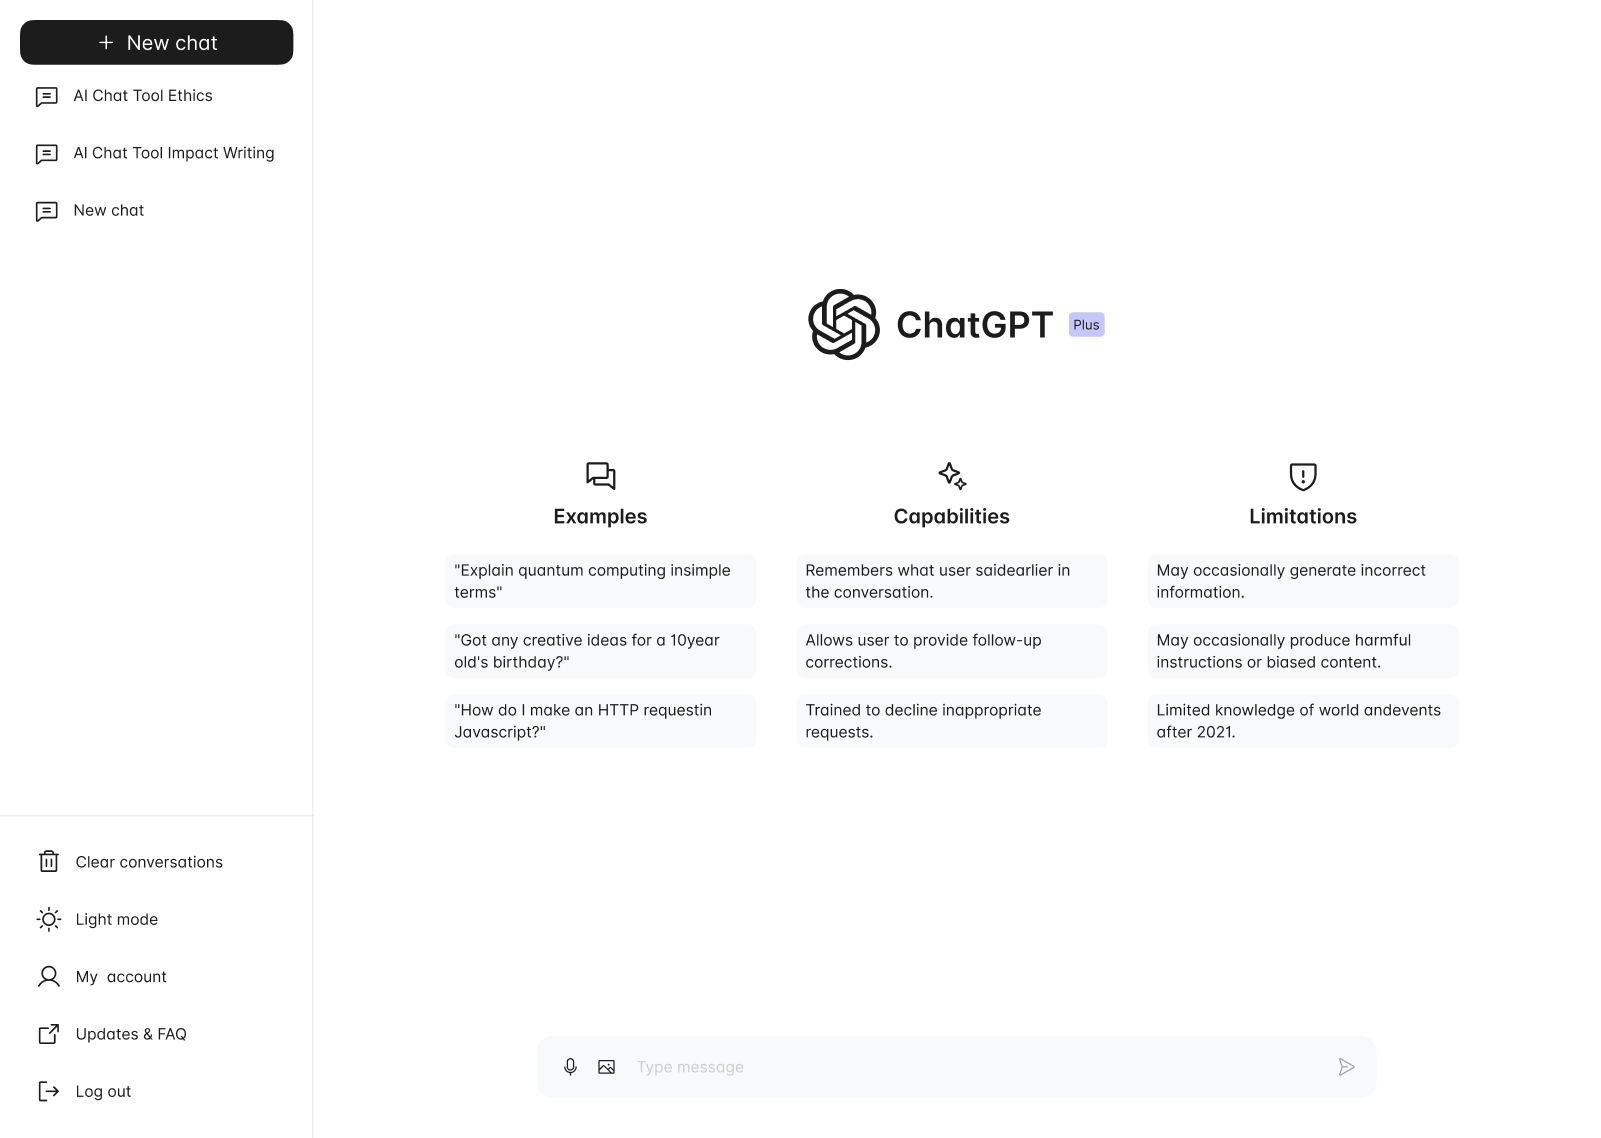 New chat
AI Chat Tool Ethics
AI Chat Tool Impact Writing
New chat
Clear conversations
Light mode
My  account
Updates & FAQ
Log out
ChatGPT Plus
Examples
"Explain quantum computing insimple
terms"
"Got any creative ideas for a 10year
old's birthday?"
"How do I make an HTTP requestin
Javascript?"
Capabilities
Remembers what user saidearlier in
the conversation.
Allows user to provide follow-up
corrections.
Trained to decline inappropriate
requests.
Limitations
May occasionally generate incorrect
information.
May occasionally produce harmful
instructions or biased content.
Limited knowledge of world andevents
after 2021.
Type message